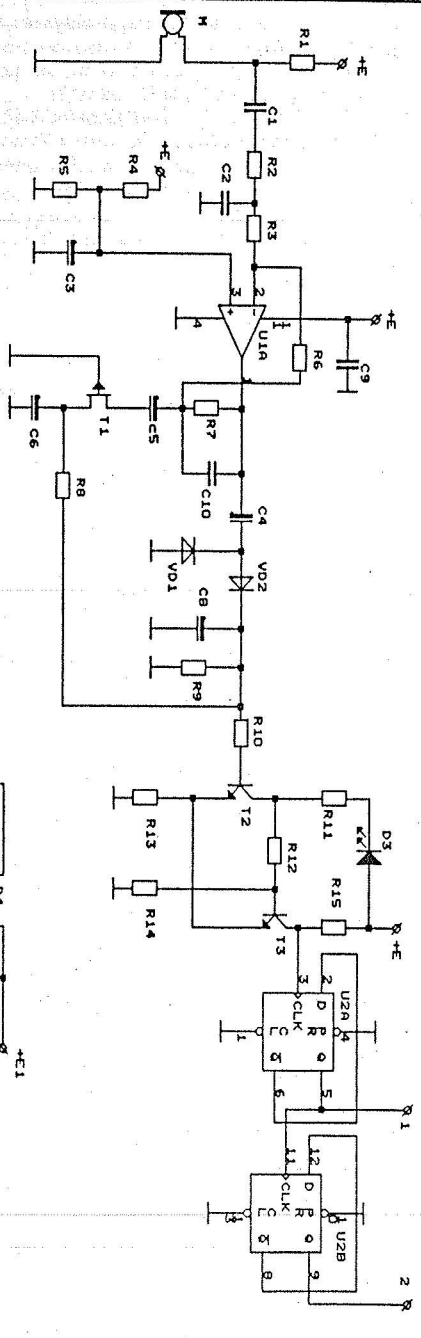 M
R1
+E
C1
R2
C2
R3
+E
R4
R5
C3
3
2
+
-
4
1
U1A
+E
C9
R6
R7
C10
C5
T1
C6
R8
C4
VD1
VD2
C8
R9
R10
T2
R13
R11
D3
R12
R14
T3
R15
+E
U2A
3
2
D
CLK
P
R
C
L
Q
Q
4
1
5
6
1
U2B
11
12
D
CLK
P
R
C
L
Q
Q
1
13
9
8
2
+E1